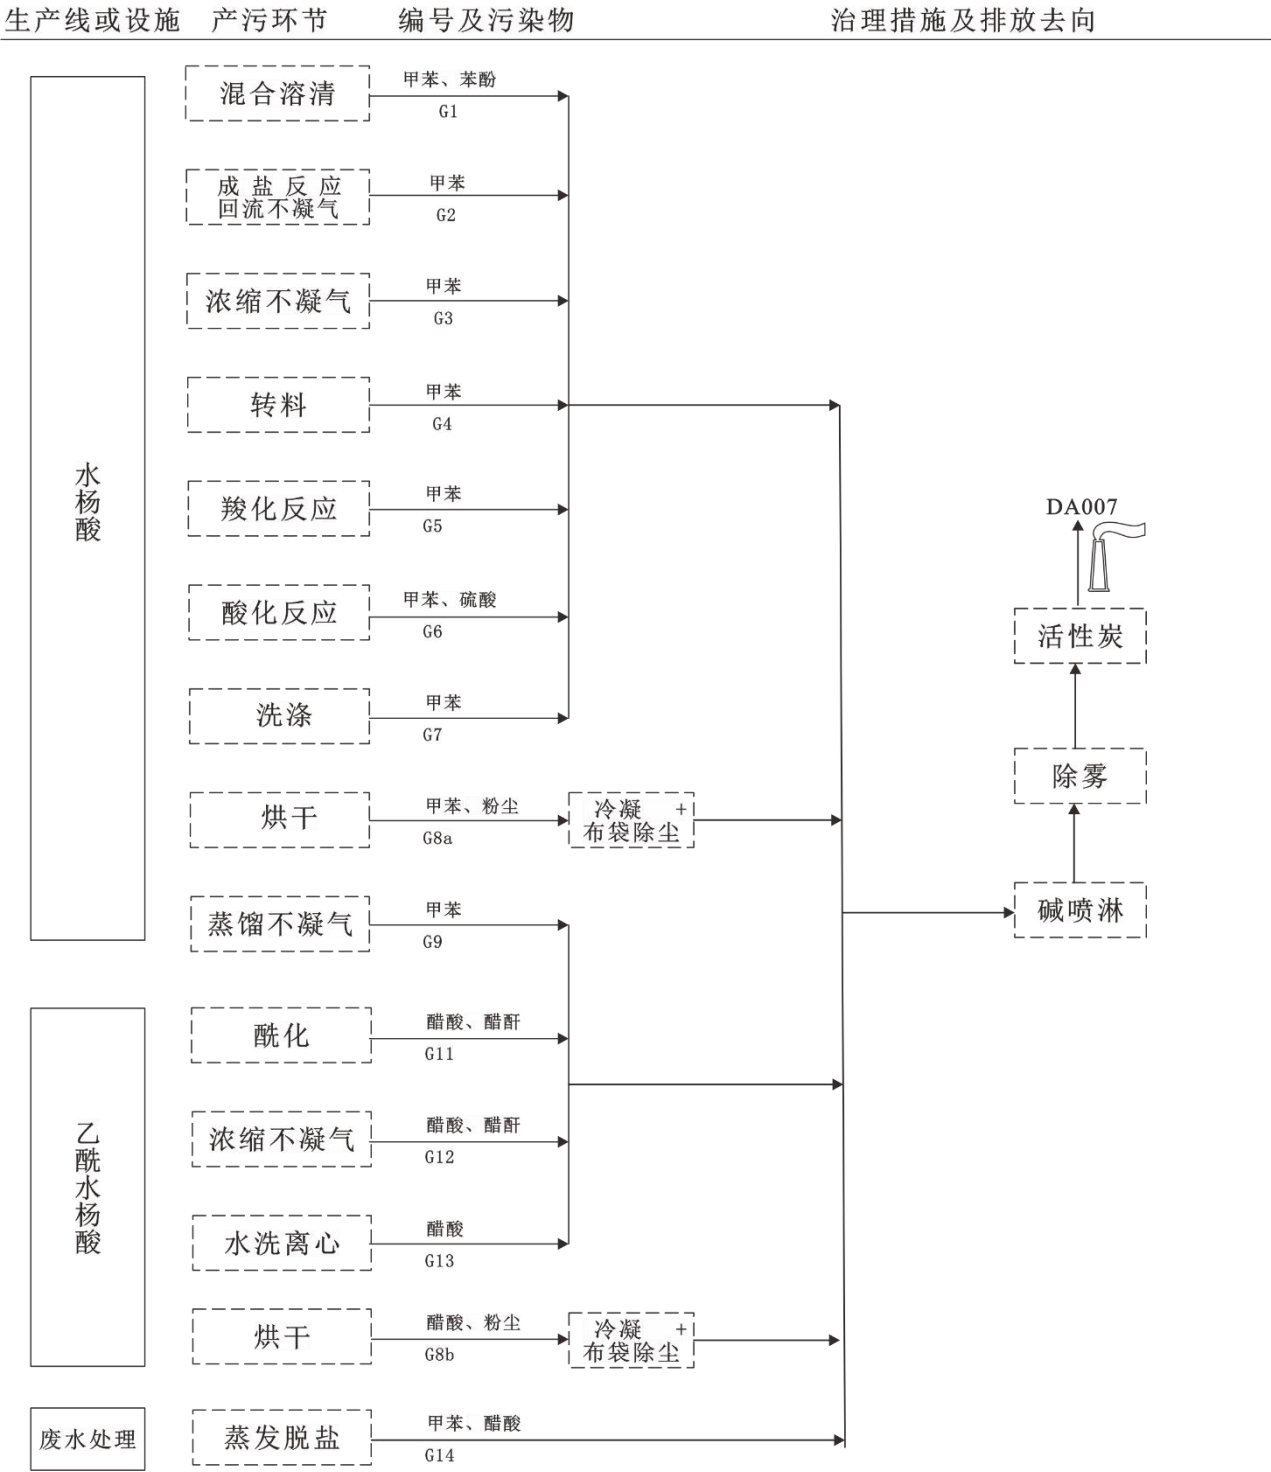 生产线或设施 产污环节 编号及污染物 治理措施及排放去向
混合溶清
甲苯、苯酚
G1
成盐反应
回流不凝气
甲苯
G2
浓缩不凝气
甲苯
G3
转料
甲苯
G4
水杨酸
羧化反应
甲苯
G5
DA007
酸化反应
甲苯、硫酸
G6
活性炭
洗涤
甲苯
G7
除雾
烘干
甲苯、粉尘
G8a
冷凝 +
布袋除尘
碱喷淋
蒸馏不凝气
甲苯
G9
酰化
醋酸、醋酐
G11
乙酰水杨酸
浓缩不凝气
醋酸、醋酐
G12
水洗离心
醋酸
G13
烘干
醋酸、粉尘
G8b
冷凝 +
布袋除尘
废水处理
蒸发脱盐
甲苯、醋酸
G14